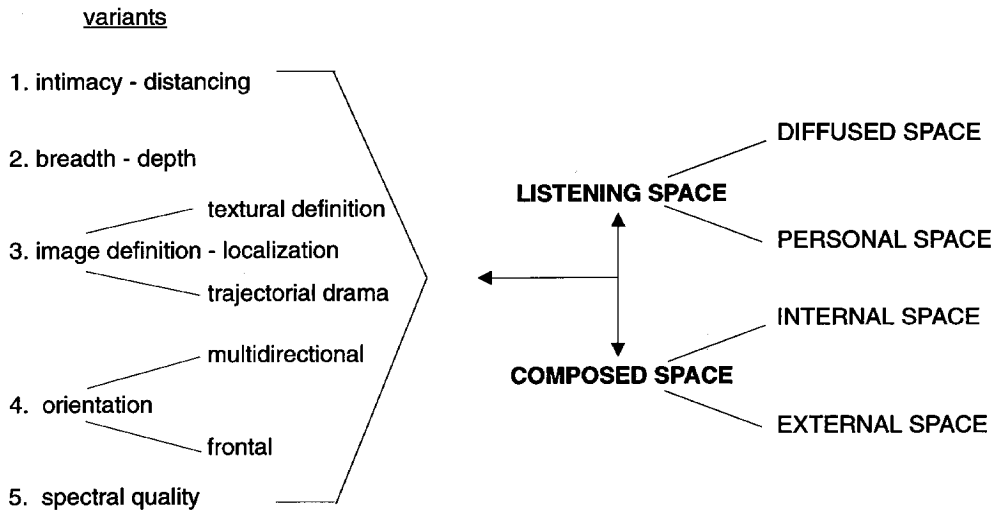 variants
1. intimacy - distancing
2. breadth - depth
textural definition
3. image definition - localization
trajectorial drama
multidirectional
4. orientation
frontal
5. spectral quality
DIFFUSED SPACE
LISTENING SPACE
PERSONAL SPACE
INTERNAL SPACE
COMPOSED SPACE
EXTERNAL SPACE